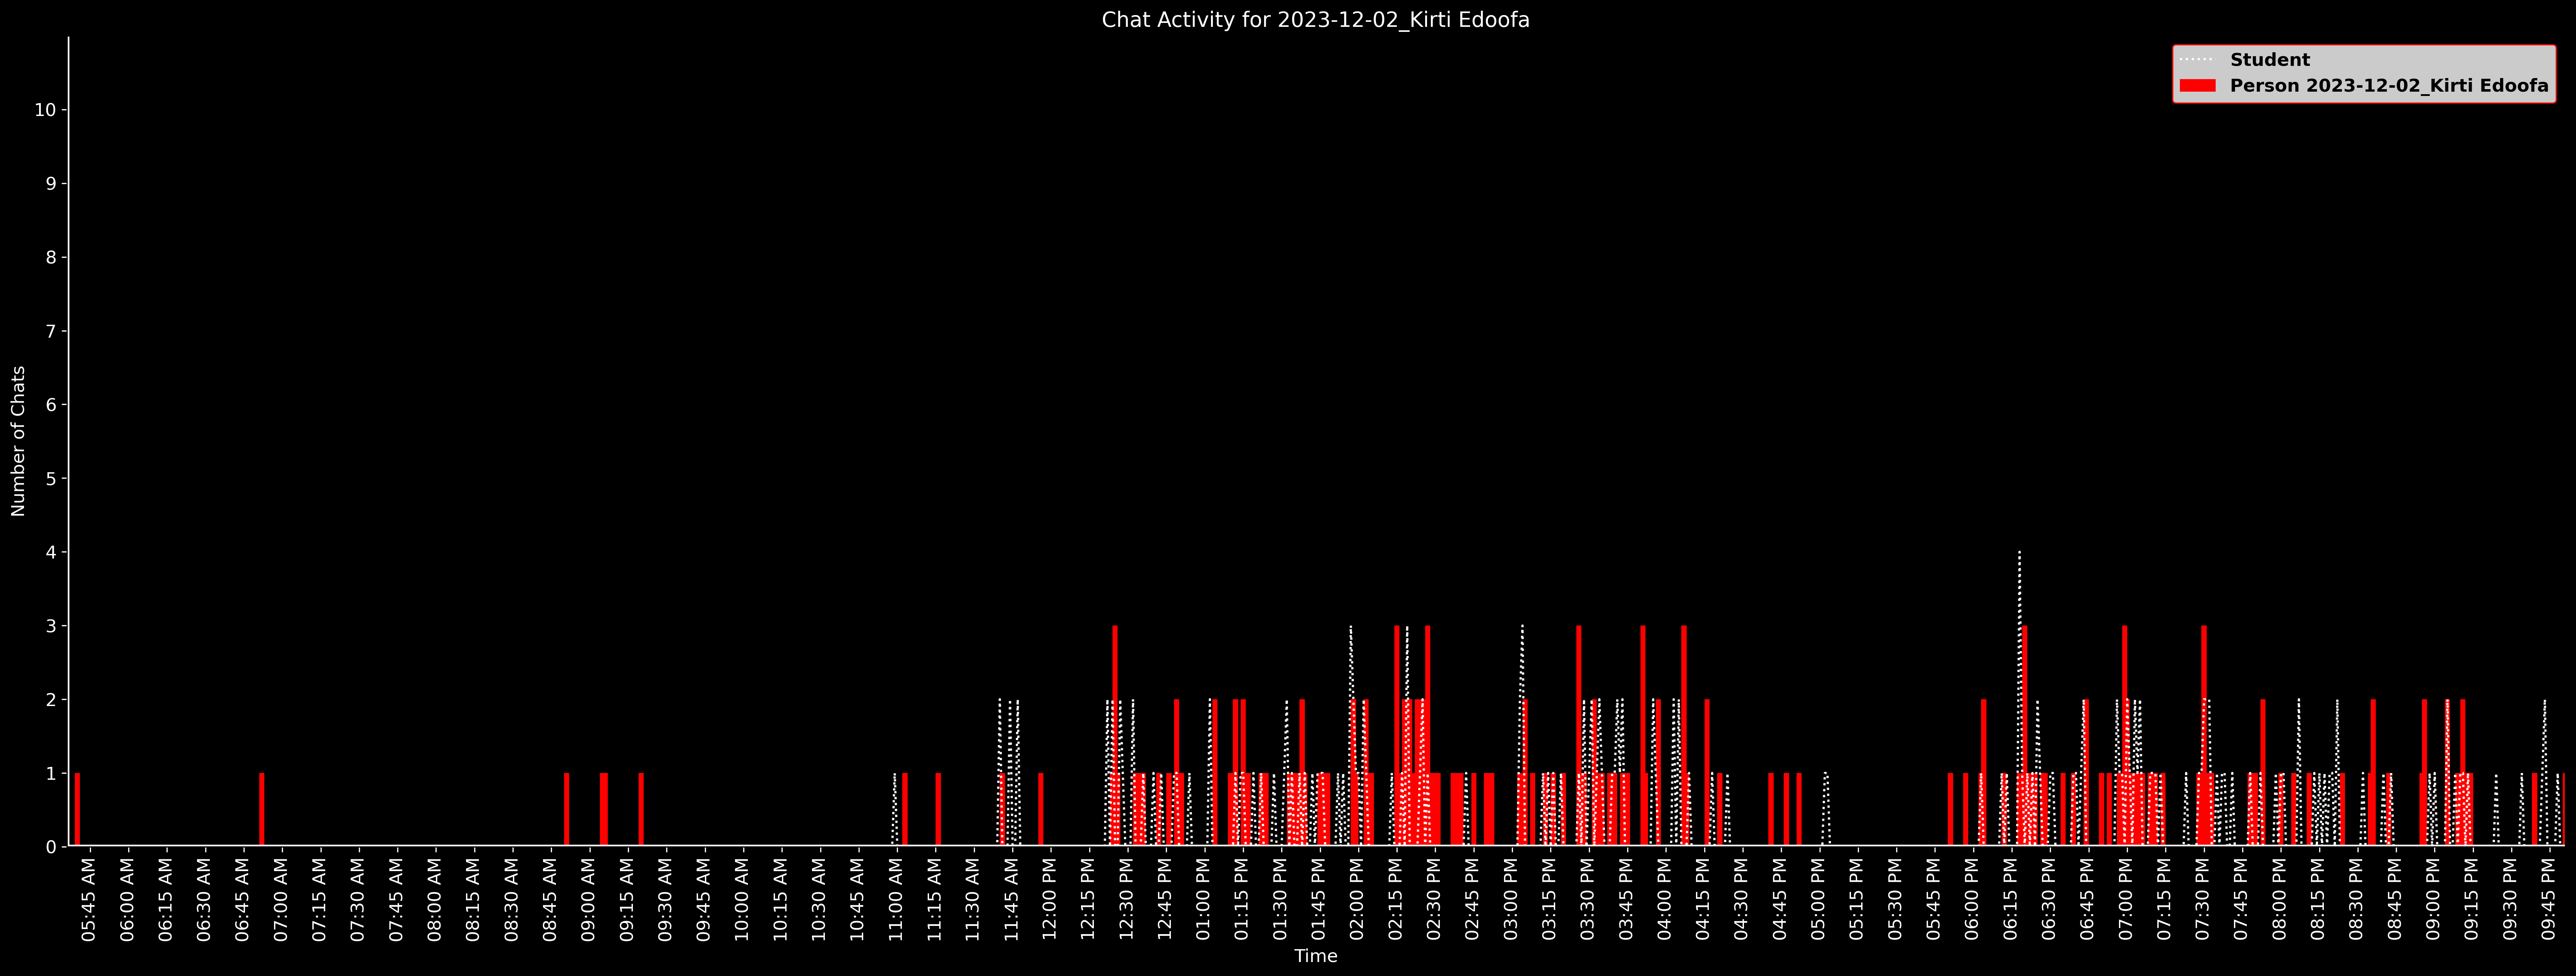 Chat Activity for 2023-12-02_Kirti Edoofa
Student
Person 2023-12-02_Kirti Edoofa
10
9
8
7
6
5
4
3
2
1
0
Number of Chats
05:45 AM
06:00 AM
06:15 AM
06:30 AM
06:45 AM
07:00 AM
07:15 AM
07:30 AM
07:45 AM
08:00 AM
08:15 AM
08:30 AM
08:45 AM
09:00 AM
09:15 AM
09:30 AM
09:45 AM
10:00 AM
10:15 AM
10:30 AM
10:45 AM
11:00 AM
11:15 AM
11:30 AM
11:45 AM
12:00 PM
12:15 PM
12:30 PM
12:45 PM
01:00 PM
01:15 PM
01:30 PM
01:45 PM
02:00 PM
02:15 PM
02:30 PM
02:45 PM
03:00 PM
03:15 PM
03:30 PM
03:45 PM
04:00 PM
04:15 PM
04:30 PM
04:45 PM
05:00 PM
05:15 PM
05:30 PM
05:45 PM
06:00 PM
06:15 PM
06:30 PM
06:45 PM
07:00 PM
07:15 PM
07:30 PM
07:45 PM
08:00 PM
08:15 PM
08:30 PM
08:45 PM
09:00 PM
09:15 PM
09:30 PM
09:45 PM
Time